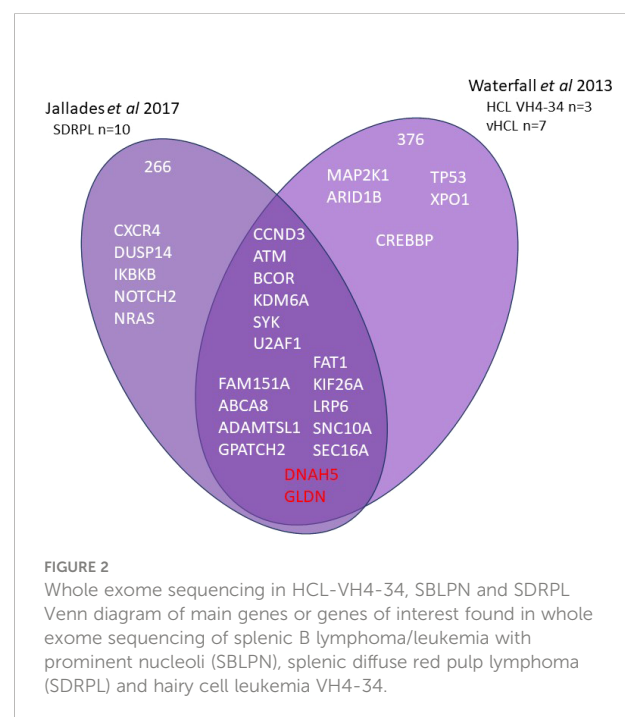 Jallades et al 2017
SDRPL n=10
Waterfall et al 2013
HCL VH4-34 n=3
vHCL n=7
266
376
CXCR4
DUSP14
IKBKB
NOTCH2
NRAS
MAP2K1
ARID1B
TP53
XPO1
CREBBP
CCND3
ATM
BCOR
KDM6A
SYK
U2AF1
FAM151A
ABCA8
ADAMTSL1
GPATCH2
FAT1
KIF26A
LRP6
SNC10A
SEC16A
DNAH5
GLDN
FIGURE 2
Whole exome sequencing in HCL-VH4-34, SBLPN and SDRPL
Venn diagram of main genes or genes of interest found in whole
exome sequencing of splenic B lymphoma/leukemia with
prominent nucleoli (SBLPN), splenic diffuse red pulp lymphoma
(SDRPL) and hairy cell leukemia VH4-34.